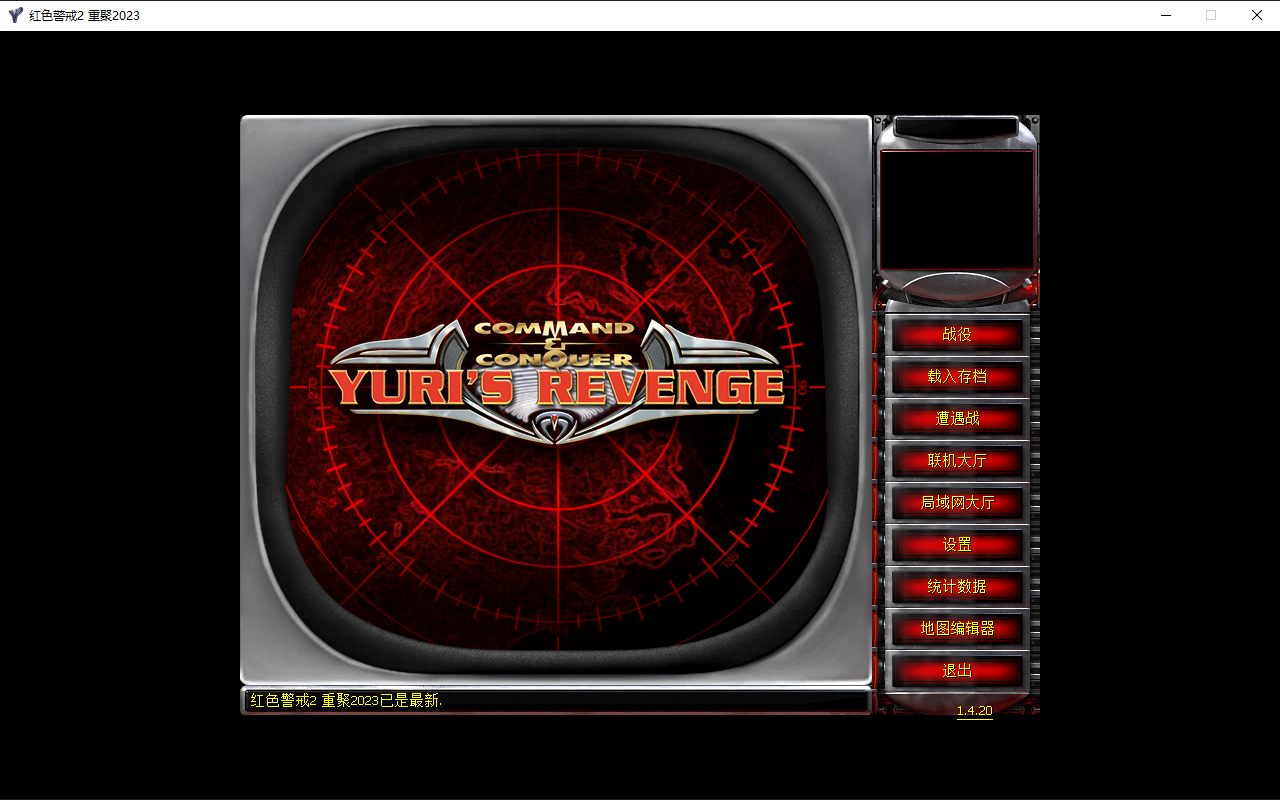 红色警戒2 重聚2023
COMMAND
&
CONQUER
YURI'S REVENGE
270
90
135
战役
载入存档
遭遇战
联机大厅
局域网大厅
设置
统计数据
地图编辑器
退出
红色警戒2 重聚2023已是最新.
1.4.20